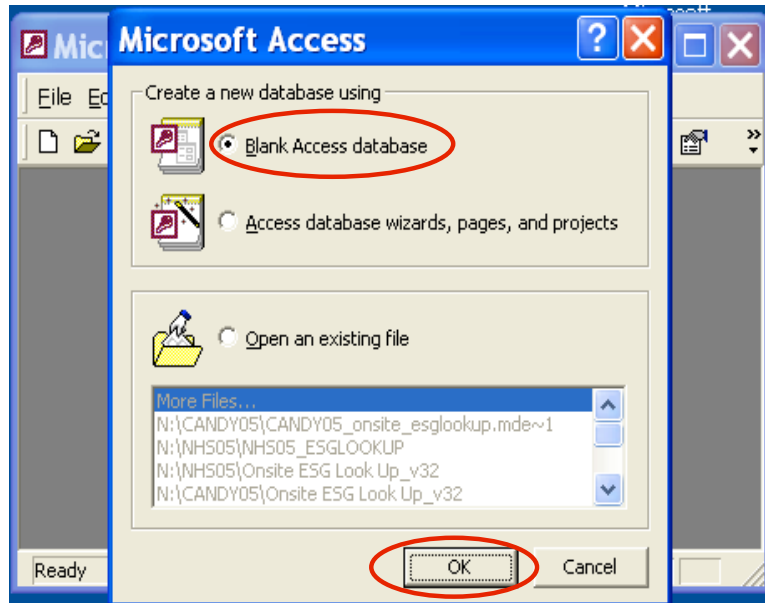 Microsoft Access
Mic
File Ed
Create a new database using
Blank Access database
Access database wizards, pages, and projects
Open an existing file
More Files...
N:\CANDY05\CANDY05_onsite_esglookup.mde~1
N:\NHS05\NHS05_ESGLOOKUP
N:\NHS05\Onsite ESG Look Up_v32
N:\CANDY05\Onsite ESG Look Up_v32
OK
Cancel
Ready